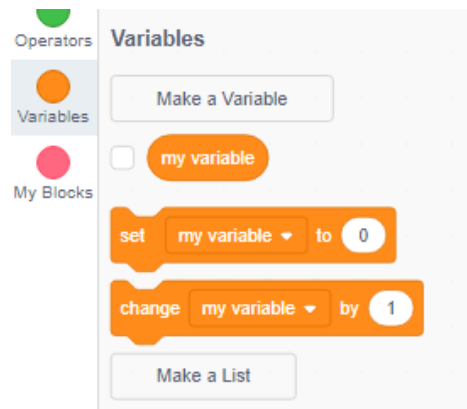 Operators
Variables
My Blocks
Variables
Make a Variable
my variable
set my variable to 0
change my variable by 1
Make a List